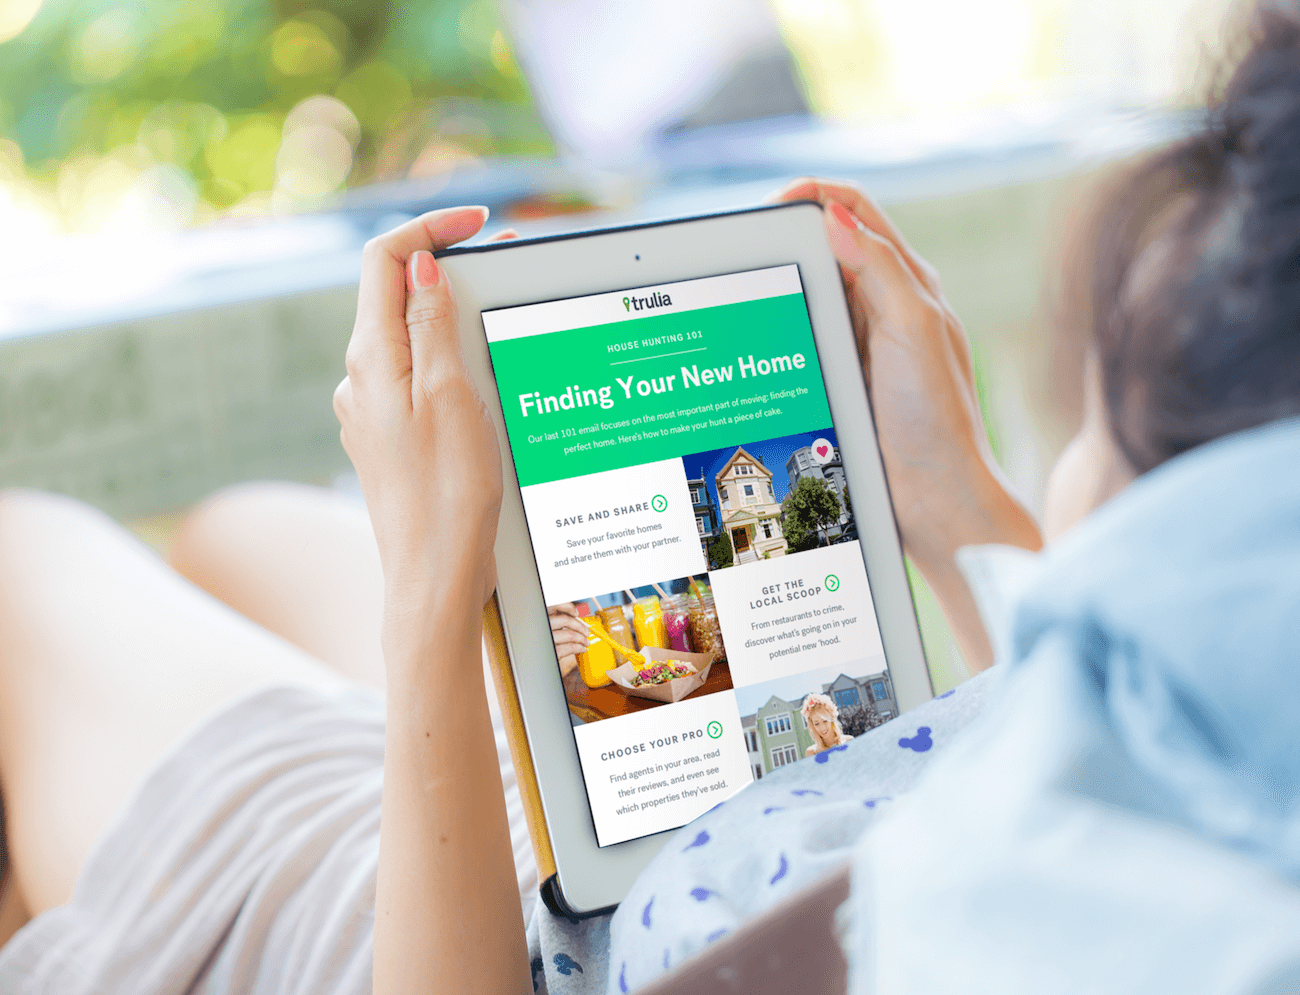 trulia
HOUSE HUNTING 101
Finding Your New Home
Our last 101 email focuses on the most important part of moving: finding the
perfect home. Here's how to make your hunt a piece of cake.
SAVE AND SHARE
Save your favorite homes
and share them with your partner.
GET THE
LOCAL SCOOP
From restaurants to crime,
discover what's going on in your
potential new 'hood.
CHOOSE YOUR PRO
Find agents in your area, read
their reviews, and even see
which properties they've sold.